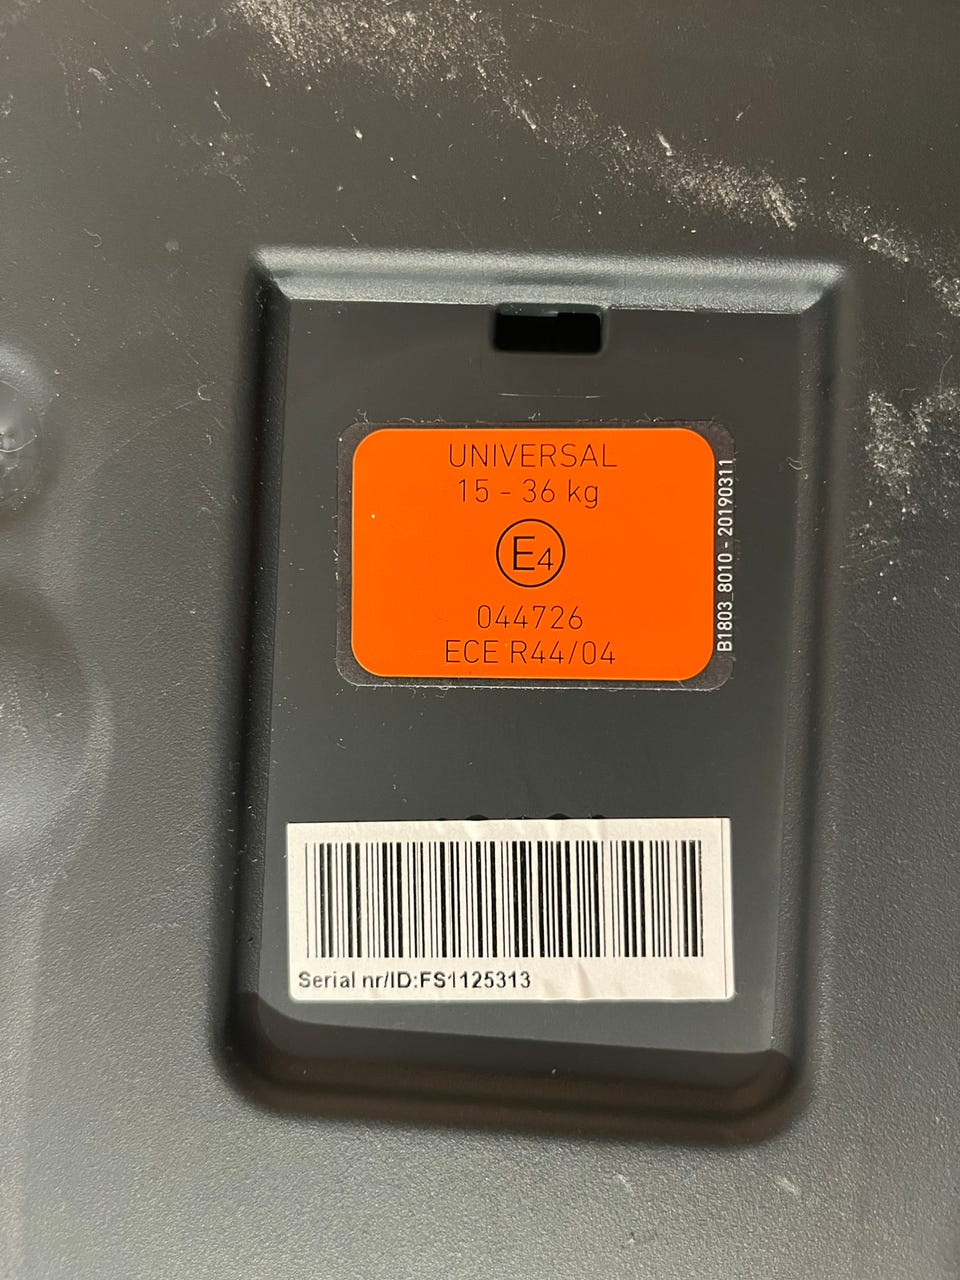 UNIVERSAL
15 - 36 kg
E4
044726
ECE R44/04
B1803_8010 - 20190311
Serial nr/ID:FS1125313